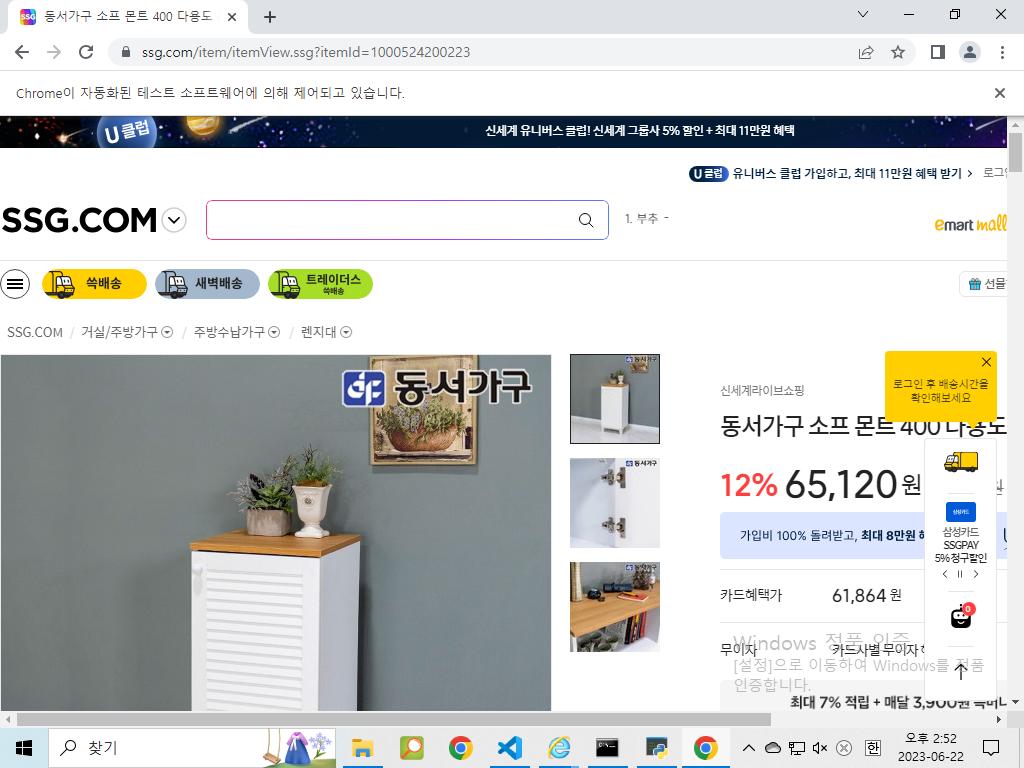 동서가구 소프 몬트 400 다용도
ssg.com/item/itemView.ssg?itemId=1000524200223
Chrome이 자동화된 테스트 소프트웨어에 의해 제어되고 있습니다.
U 클럽
신세계 유니버스 클럽! 신세계 그룹사 5% 할인 + 최대 11만원 혜택
U 클럽 유니버스 클럽 가입하고, 최대 11만원 혜택 받기 >
SSG.COM
1. 부추 -
emart mall
쓱배송
새벽배송
트레이더스
쓱배송
선물
SSG.COM / 거실/주방가구 / 주방수납가구 / 렌지대
동서가구
로그인 후 배송시간을
확인해보세요
신세계라이브쇼핑
동서가구 소프 몬트 400 다용도
12% 65,120 원
가입비 100% 돌려받고, 최대 8만원
삼성카드
삼성카드
SSGPAY
5% 청구할인
카드혜택가 61,864 원
0
무이자 카드사별 무이자
Windows 정품 인증
[설정]으로 이동하여 Windows를 정품
인증합니다.
최대 7% 적립 + 매달 3,900원
찾기
오후 2:52
한
2023-06-22